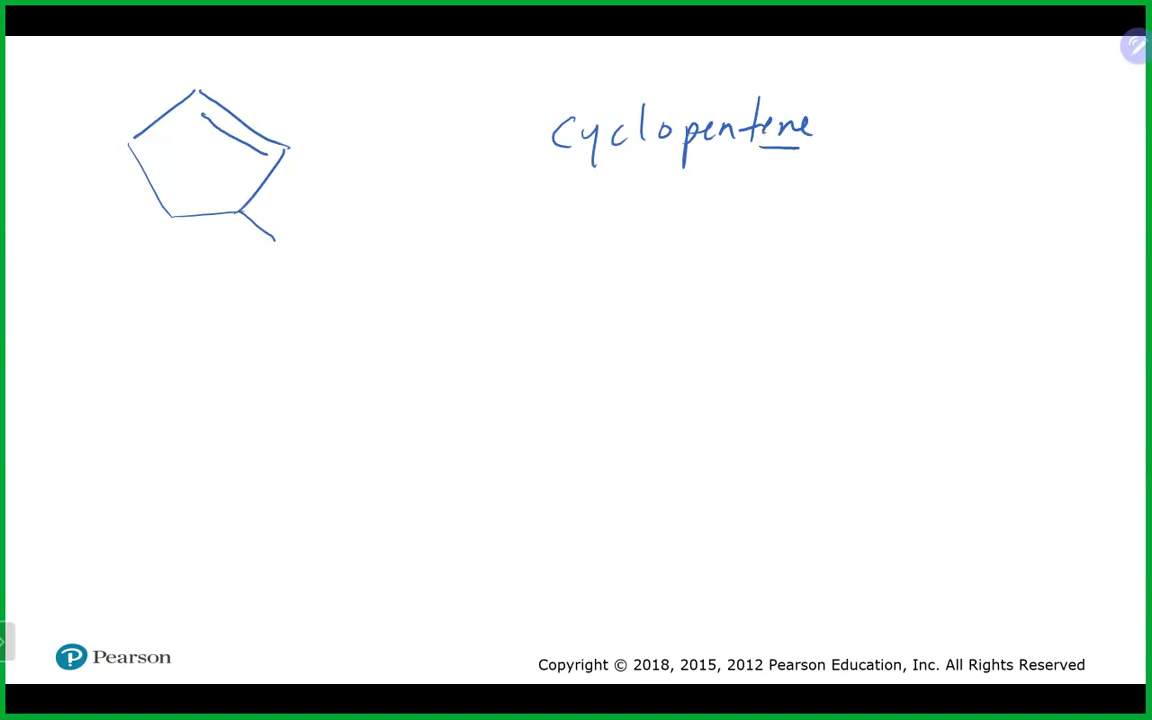 cyclopentene
Pearson
Copyright © 2018, 2015, 2012 Pearson Education, Inc. All Rights Reserved